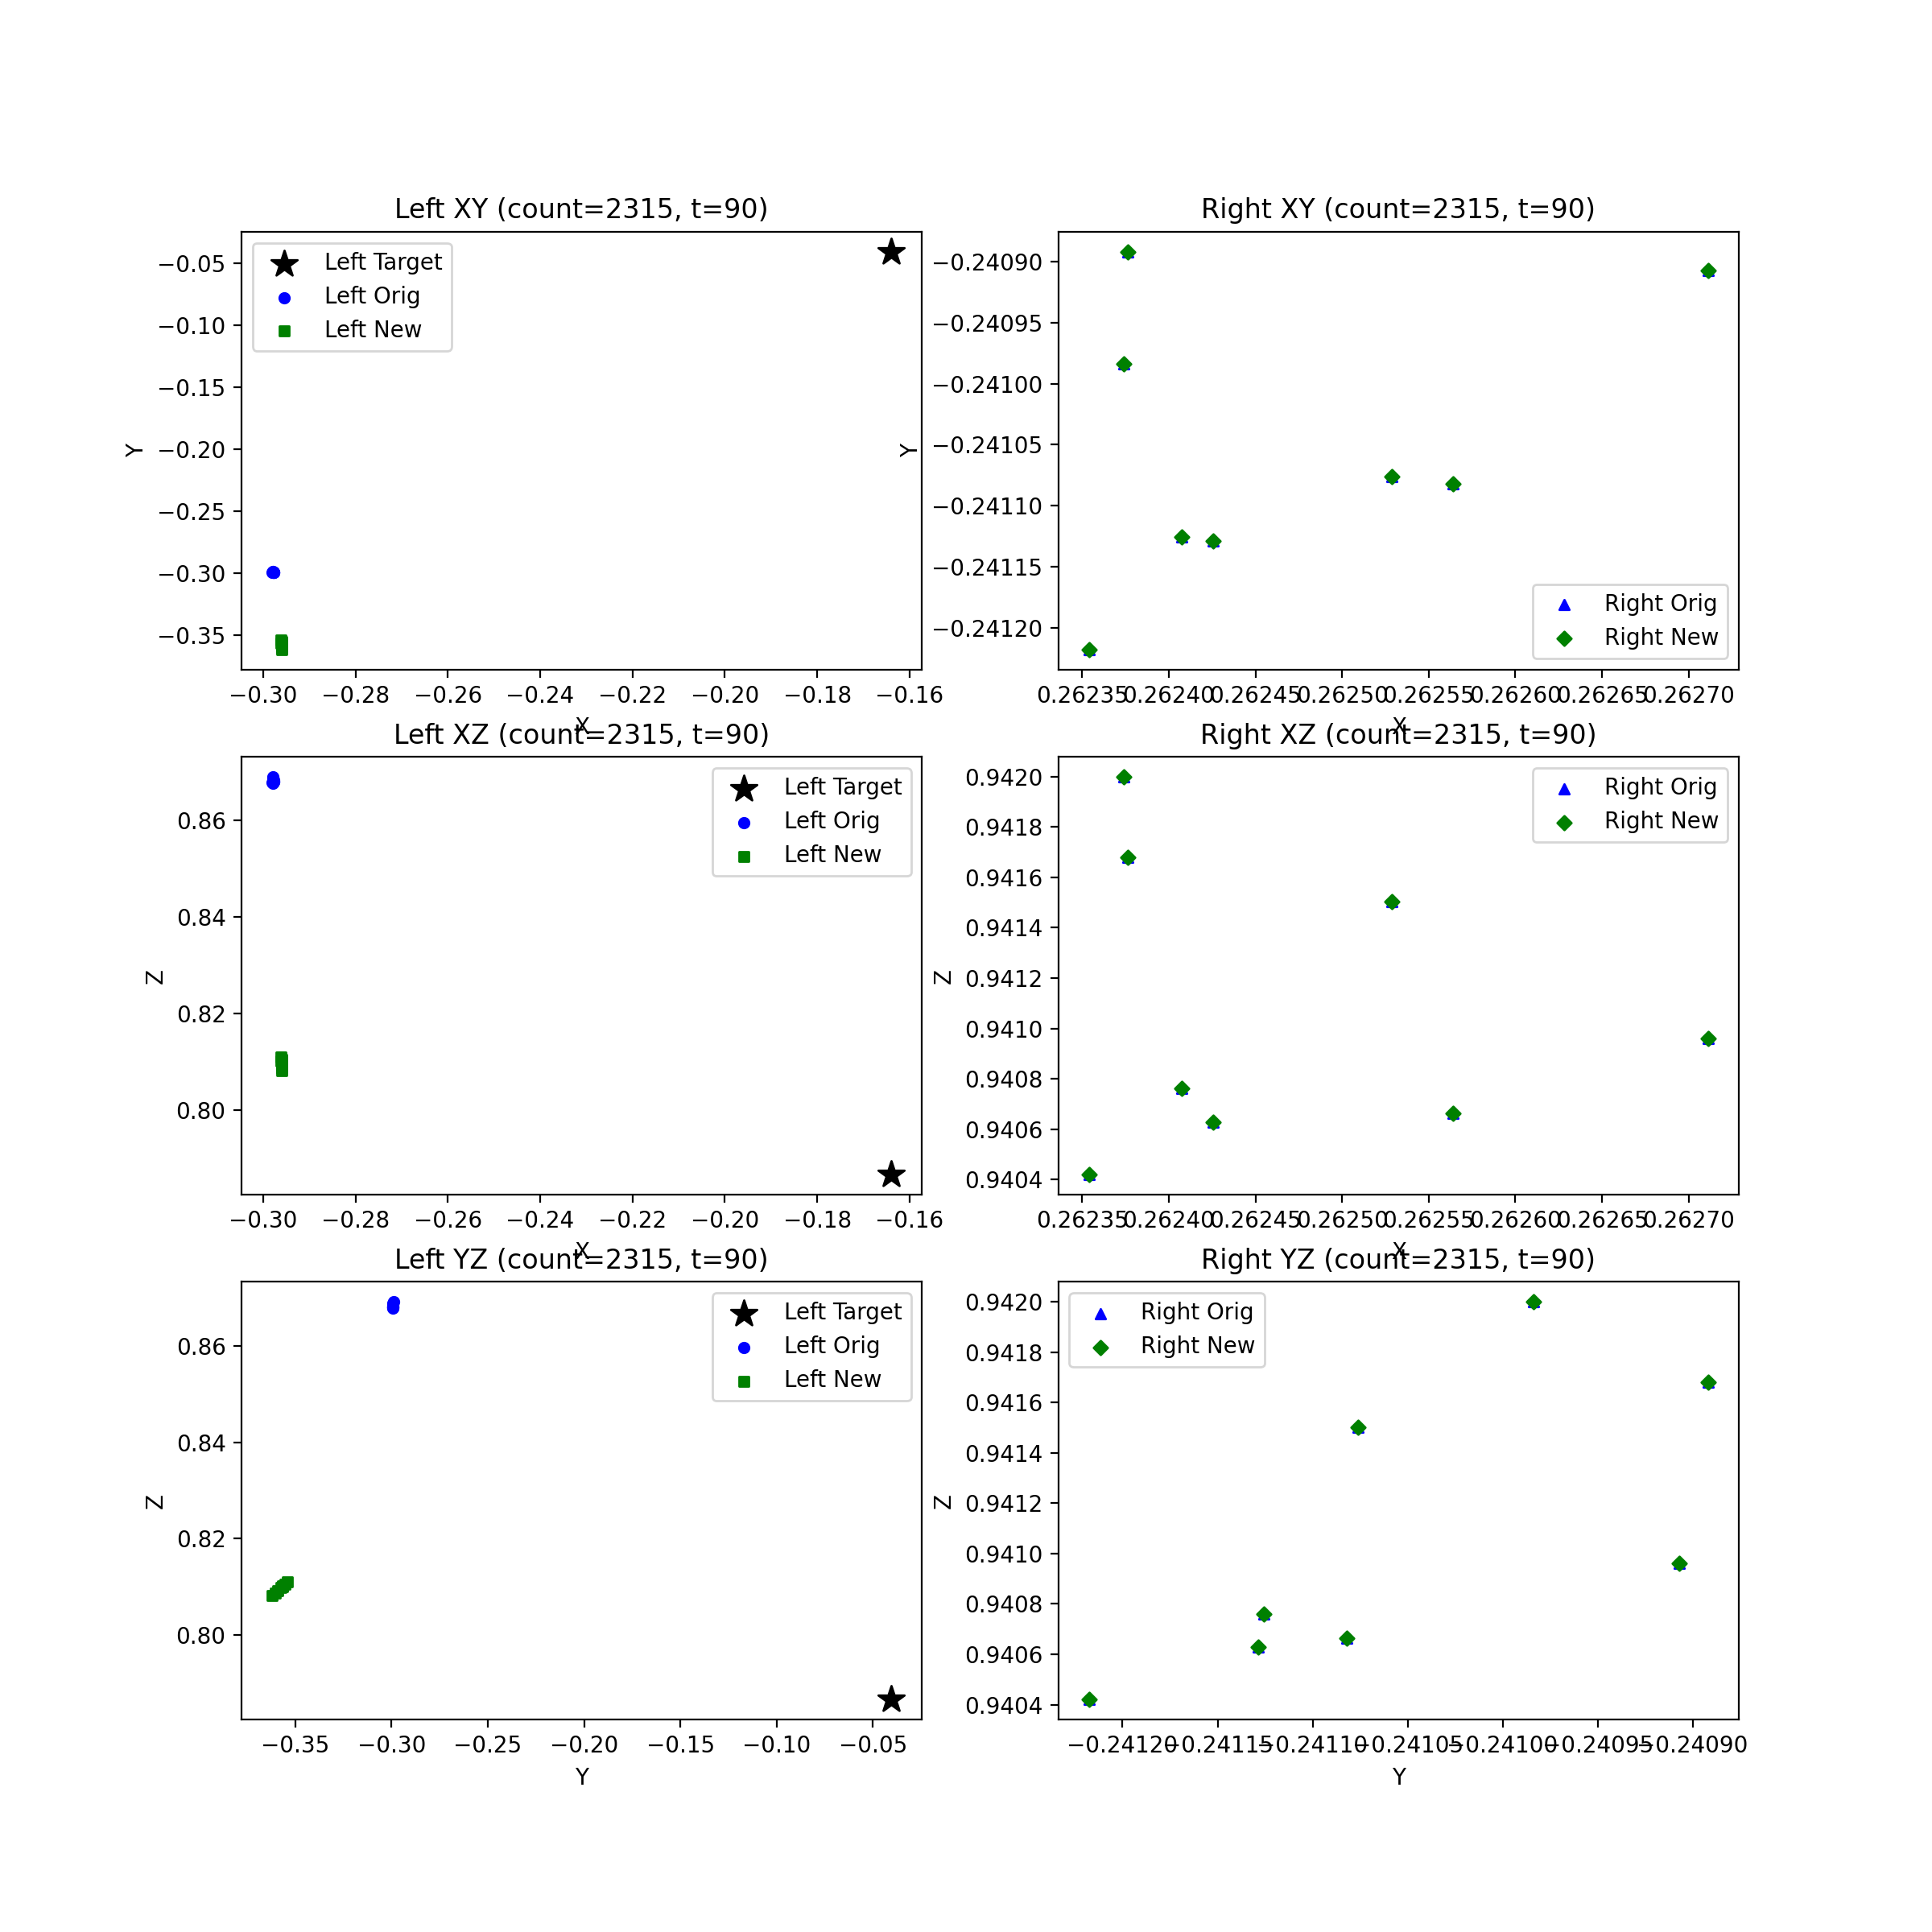 Left XY (count=2315, t=90)
Left Target
Left Orig
Left New
−0.05
−0.10
−0.15
−0.20
−0.25
−0.30
−0.35
Y
−0.30 −0.28 −0.26 −0.24 −0.22 −0.20 −0.18 −0.16
X
Right XY (count=2315, t=90)
−0.24090
−0.24095
−0.24100
−0.24105
−0.24110
−0.24115
−0.24120
Y
Right Orig
Right New
0.26235 0.26240 0.26245 0.26250 0.26255 0.26260 0.26265 0.26270
X
Left XZ (count=2315, t=90)
Left Target
Left Orig
Left New
0.86
0.84
0.82
0.80
Z
−0.30 −0.28 −0.26 −0.24 −0.22 −0.20 −0.18 −0.16
X
Right XZ (count=2315, t=90)
Right Orig
Right New
0.9420
0.9418
0.9416
0.9414
0.9412
0.9410
0.9408
0.9406
0.9404
Z
0.26235 0.26240 0.26245 0.26250 0.26255 0.26260 0.26265 0.26270
X
Left YZ (count=2315, t=90)
Left Target
Left Orig
Left New
0.86
0.84
0.82
0.80
Z
−0.35 −0.30 −0.25 −0.20 −0.15 −0.10 −0.05
Y
Right YZ (count=2315, t=90)
Right Orig
Right New
0.9420
0.9418
0.9416
0.9414
0.9412
0.9410
0.9408
0.9406
0.9404
Z
−0.24120 −0.24115 −0.24110 −0.24105 −0.24100 −0.24095 −0.24090
Y